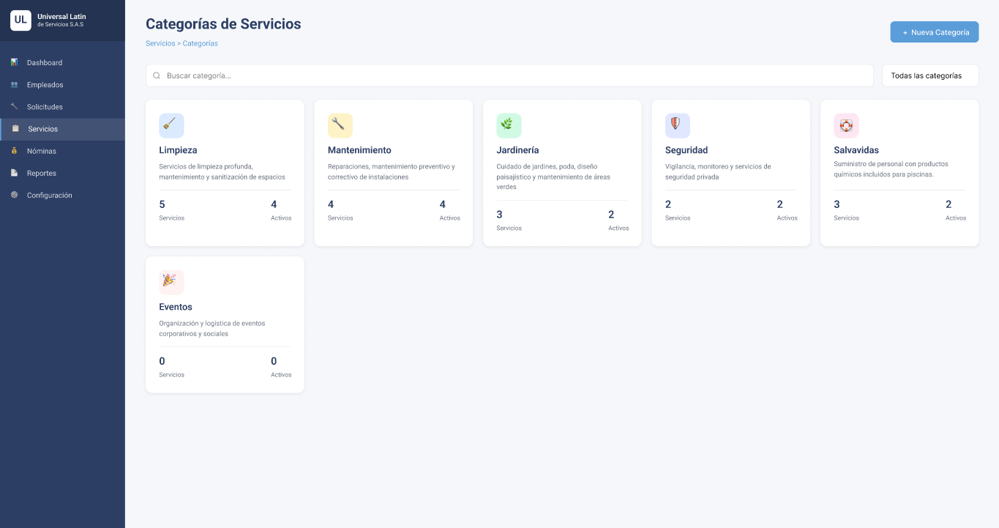 UL
Universal Latin
de Servicios S.A.S
Dashboard
Empleados
Solicitudes
Servicios
Nóminas
Reportes
Configuración
Categorías de Servicios
Servicios > Categorías
+ Nueva Categoría
Buscar categoría...
Todas las categorías
Limpieza
Servicios de limpieza profunda,
mantenimiento y sanitización de espacios
5
4
Servicios
Activos
Mantenimiento
Reparaciones, mantenimiento preventivo y
correctivo de instalaciones
4
4
Servicios
Activos
Jardinería
Cuidado de jardines, poda, diseño
paisajístico y mantenimiento de áreas
verdes
3
2
Servicios
Activos
Seguridad
Vigilancia, monitoreo y servicios de
seguridad privada
2
2
Servicios
Activos
Salvavidas
Suministro de personal con productos
químicos incluidos para piscinas.
3
2
Servicios
Activos
Eventos
Organización y logística de eventos
corporativos y sociales
0
0
Servicios
Activos